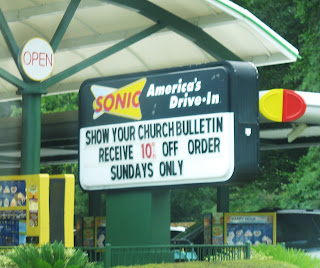 OPEN
SONIC
America's
Drive-In
SHOW YOUR CHURCH BULLETIN
RECEIVE 10% OFF ORDER
SUNDAYS ONLY